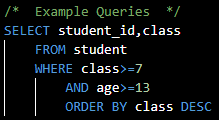 /*  Example Queries  */
SELECT student_id,class
    FROM student
    WHERE class>=7
        AND age>=13
        ORDER BY class DESC